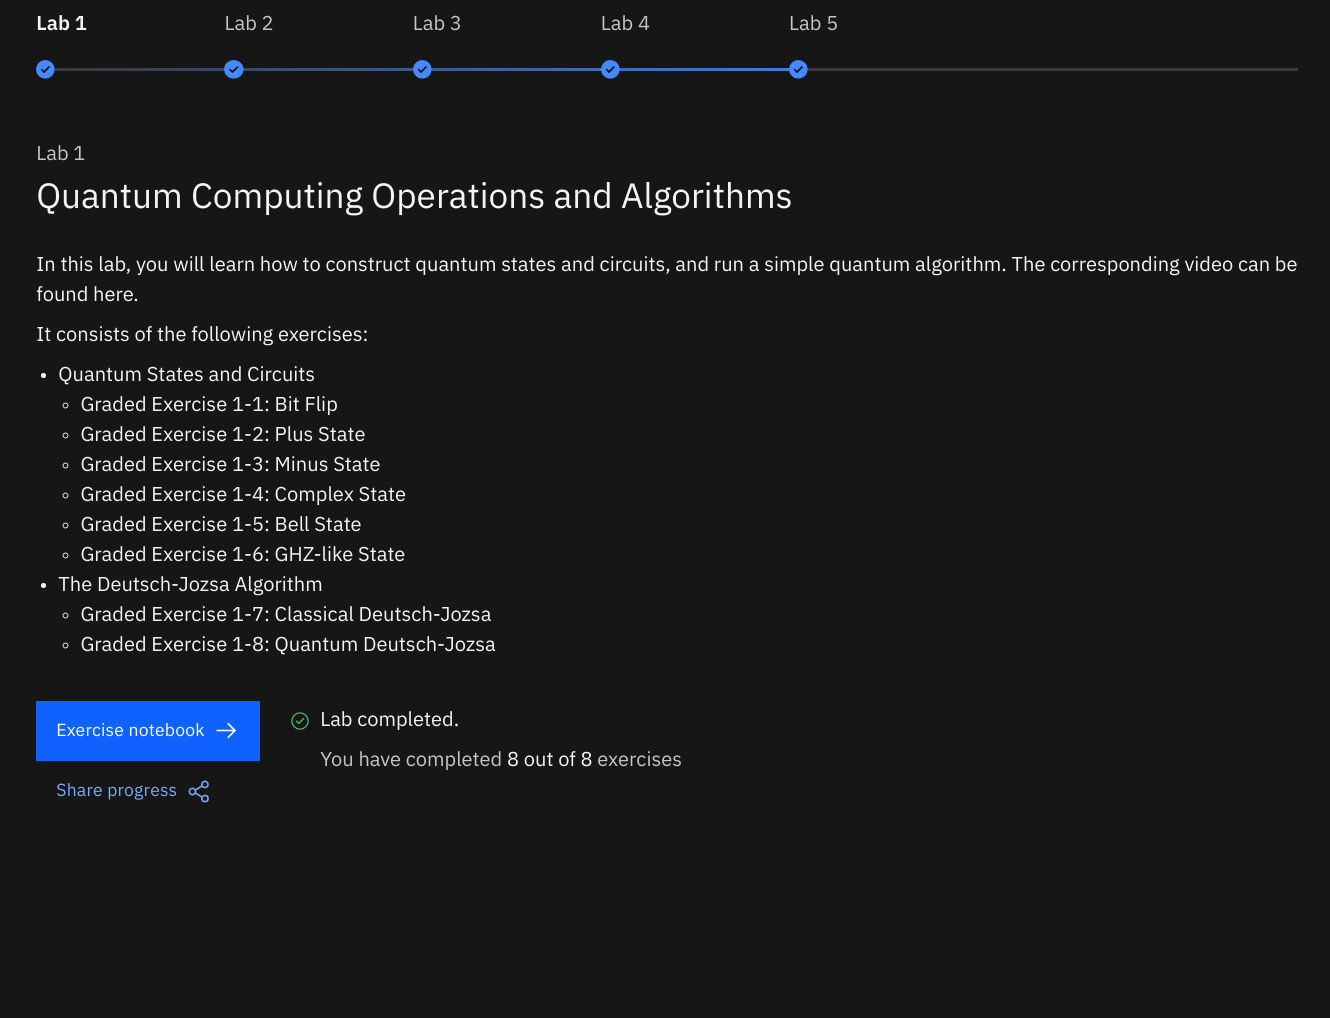 Lab 1
Lab 2
Lab 3
Lab 4
Lab 5
Lab 1
Quantum Computing Operations and Algorithms
In this lab, you will learn how to construct quantum states and circuits, and run a simple quantum algorithm. The corresponding video can be
found here.
It consists of the following exercises:
Quantum States and Circuits
Graded Exercise 1-1: Bit Flip
Graded Exercise 1-2: Plus State
Graded Exercise 1-3: Minus State
Graded Exercise 1-4: Complex State
Graded Exercise 1-5: Bell State
Graded Exercise 1-6: GHZ-like State
The Deutsch-Jozsa Algorithm
Graded Exercise 1-7: Classical Deutsch-Jozsa
Graded Exercise 1-8: Quantum Deutsch-Jozsa
Exercise notebook
Lab completed.
You have completed 8 out of 8 exercises
Share progress